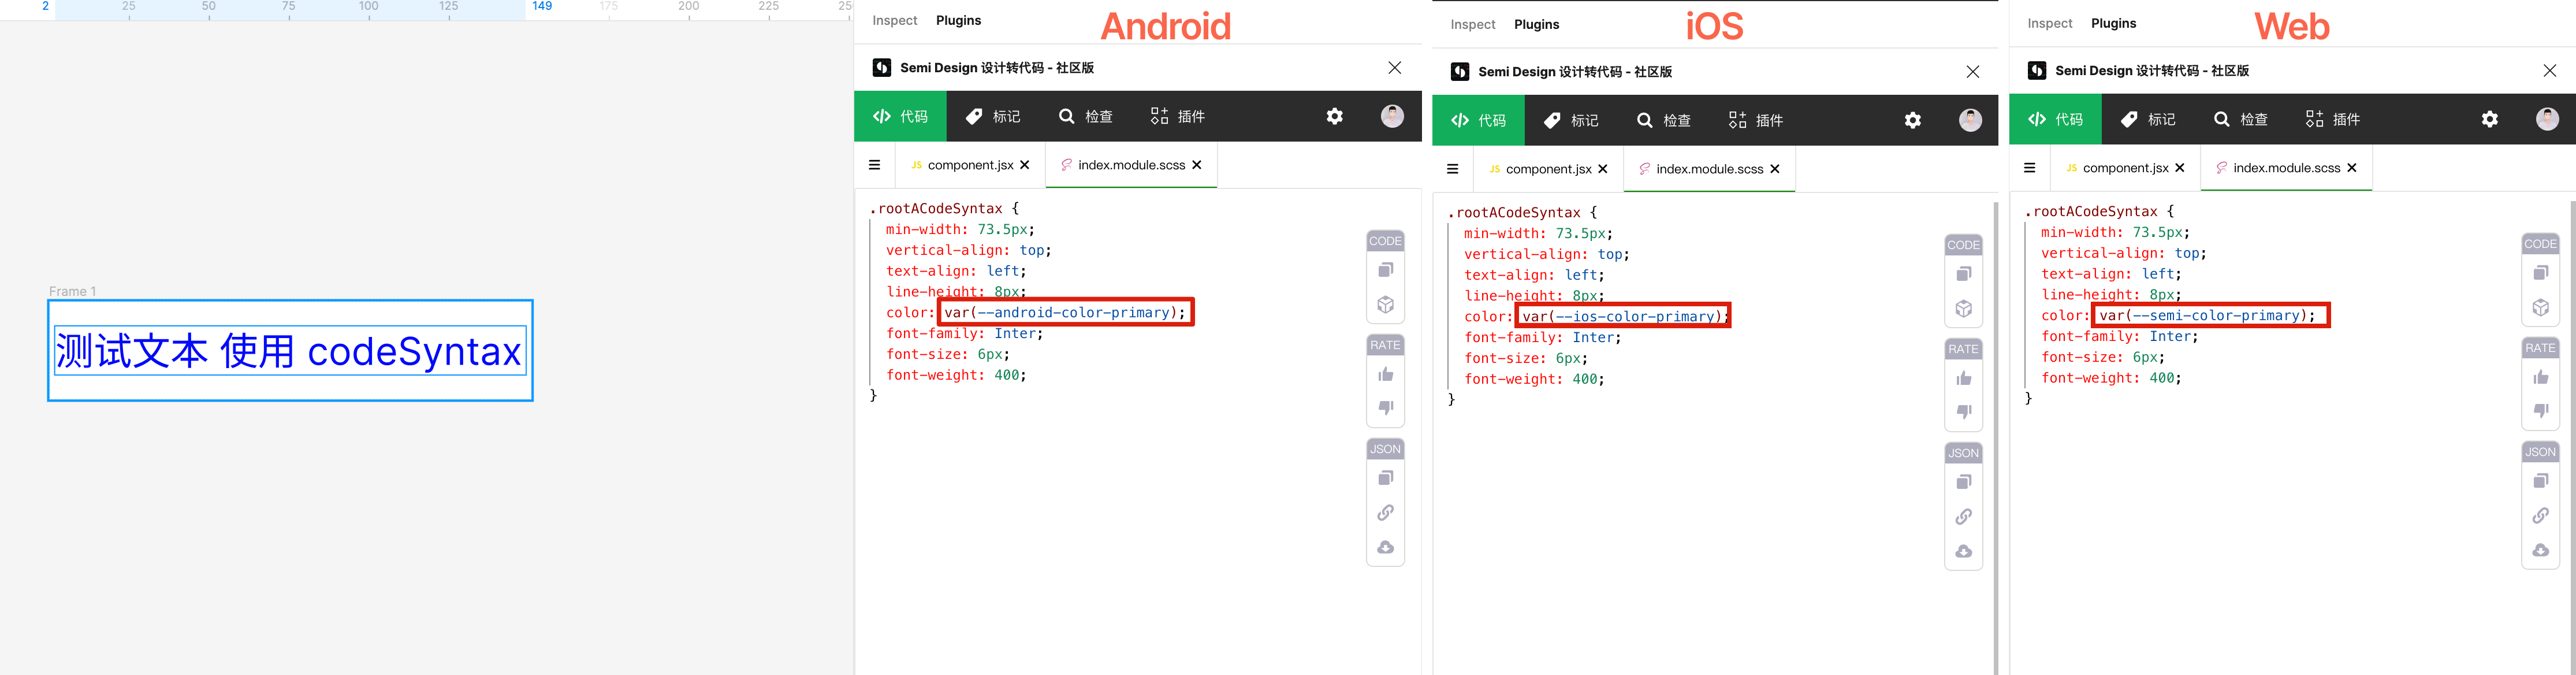 2 25 50 75 100 125 149 175 200 225 25
Frame 1
测试文本 使用 codeSyntax
Inspect Plugins
Android
Semi Design 设计转代码 - 社区版
代码 标记 检查 插件
JS component.jsx index.module.scss
.rootACodeSyntax {
min-width: 73.5px;
vertical-align: top;
text-align: left;
line-height: 8px;
color: var(--android-color-primary);
font-family: Inter;
font-size: 6px;
font-weight: 400;
}
CODE
RATE
JSON
Inspect Plugins
iOS
Semi Design 设计转代码 - 社区版
代码 标记 检查 插件
JS component.jsx index.module.scss
.rootACodeSyntax {
min-width: 73.5px;
vertical-align: top;
text-align: left;
line-height: 8px;
color: var(--ios-color-primary);
font-family: Inter;
font-size: 6px;
font-weight: 400;
}
CODE
RATE
JSON
Inspect Plugins
Web
Semi Design 设计转代码 - 社区版
代码 标记 检查 插件
JS component.jsx index.module.scss
.rootACodeSyntax {
min-width: 73.5px;
vertical-align: top;
text-align: left;
line-height: 8px;
color: var(--semi-color-primary);
font-family: Inter;
font-size: 6px;
font-weight: 400;
}
CODE
RATE
JSON